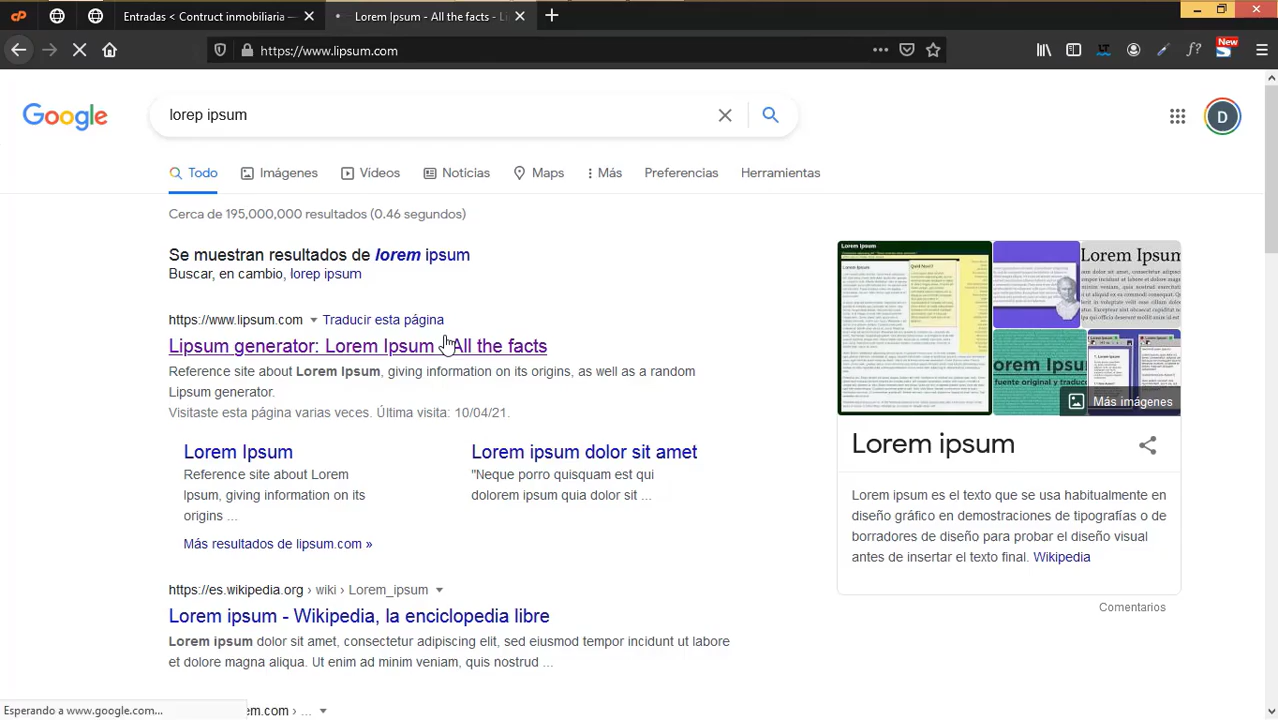 Entradas < Contruct inmobiliaria —
Lorem Ipsum - All the facts - Li
https://www.lipsum.com
New
Google
lorep ipsum
D
Todo
Imágenes
Vídeos
Noticias
Maps
Más
Preferencias
Herramientas
Cerca de 195,000,000 resultados (0.46 segundos)
Se muestran resultados de lorem ipsum
Buscar, en cambio, lorep ipsum
Traducir esta página
Lipsum generator: Lorem Ipsum - All the facts
Reference site about Lorem Ipsum, giving information on its origins, as well as a random
Lipsum generator.
Visitaste esta página varias veces. Última visita: 10/04/21.
Lorem Ipsum
Reference site about Lorem
Ipsum, giving information on its
origins ...
Lorem ipsum dolor sit amet
"Neque porro quisquam est qui
dolorem ipsum quia dolor sit ...
Más resultados de lipsum.com »
https://es.wikipedia.org › wiki › Lorem_ipsum
Lorem ipsum - Wikipedia, la enciclopedia libre
Lorem ipsum dolor sit amet, consectetur adipiscing elit, sed eiusmod tempor incidunt ut labore
et dolore magna aliqua. Ut enim ad minim veniam, quis nostrud ...
em.com › ...
Esperando a www.google.com...
Lorem Ipsum
Más imágenes
Lorem ipsum
Lorem ipsum es el texto que se usa habitualmente en
diseño gráfico en demostraciones de tipografías o de
borradores de diseño para probar el diseño visual
antes de insertar el texto final. Wikipedia
Comentarios